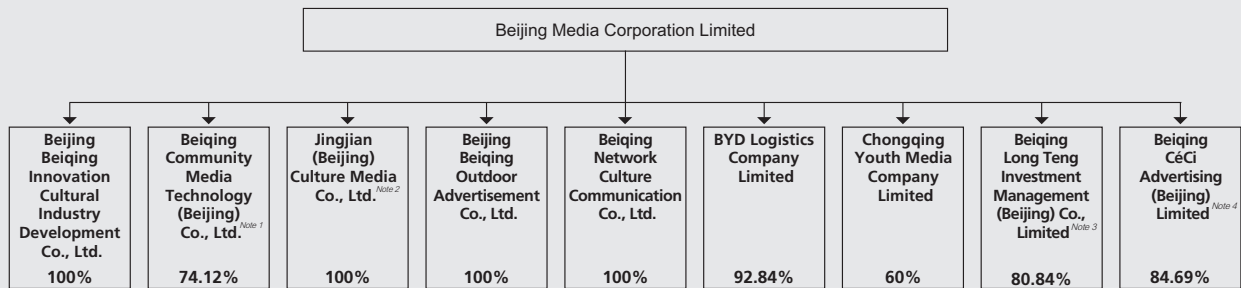 Beijing Media Corporation Limited
Beijing
Beiqing
Innovation
Cultural
Industry
Development
Co., Ltd.
100%
Beiqing
Community
Media
Technology
(Beijing)
Co., Ltd. Note 1
74.12%
Jingjian
(Beijing)
Culture Media
Co., Ltd. Note 2
100%
Beijing
Beiqing
Outdoor
Advertisement
Co., Ltd.
100%
Beiqing
Network
Culture
Communication
Co., Ltd.
100%
BYD Logistics
Company
Limited
92.84%
Chongqing
Youth Media
Company
Limited
60%
Beiqing
Long Teng
Investment
Management
(Beijing) Co.,
Limited Note 3
80.84%
Beiqing
CéCi
Advertising
(Beijing)
Limited Note 4
84.69%